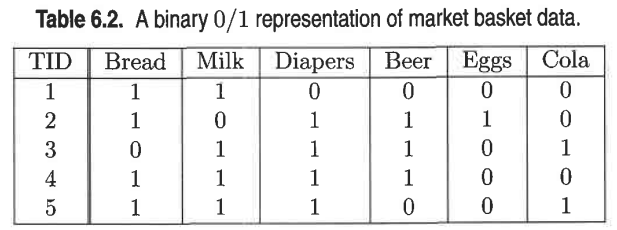 Table 6.2. A binary 0/1 representation of market basket data.
TID Bread Milk Diapers Beer Eggs Cola
1 1 1 0 0 0 0
2 1 0 1 1 1 0
3 0 1 1 1 0 1
4 1 1 1 1 0 0
5 1 1 1 0 0 1